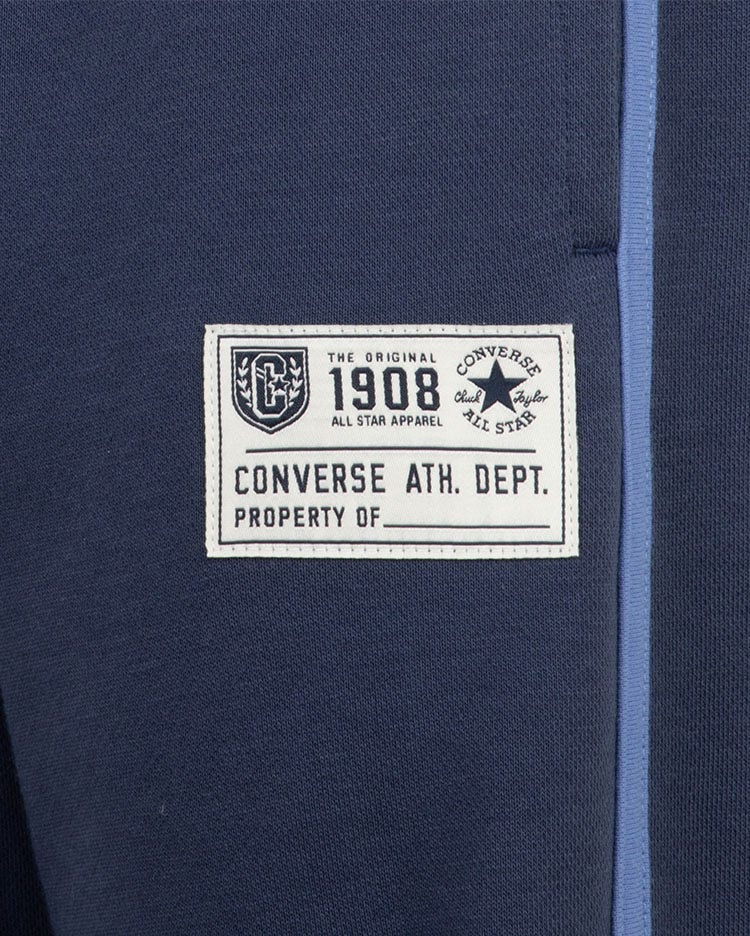 C
THE ORIGINAL
1908
ALL STAR APPAREL
CONVERSE
Chuck Taylor
ALL STAR
CONVERSE ATH. DEPT.
PROPERTY OF